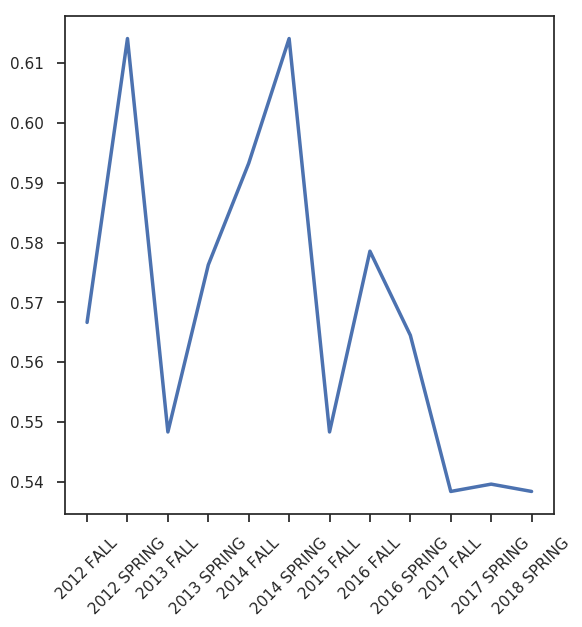 0.61
0.60
0.59
0.58
0.57
0.56
0.55
0.54
2012 FALL
2012 SPRING
2013 FALL
2013 SPRING
2014 FALL
2014 SPRING
2015 FALL
2016 FALL
2016 SPRING
2017 FALL
2017 SPRING
2018 SPRING